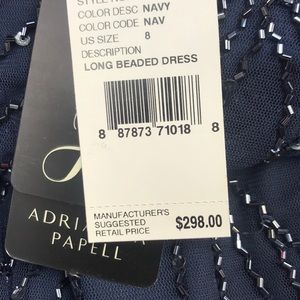 COLOR DESC NAVY
COLOR CODE NAV
US SIZE 8
DESCRIPTION
LONG BEADED DRESS
8 87873 71018 8
MANUFACTURER'S
SUGGESTED
RETAIL PRICE $298.00
PAPELL